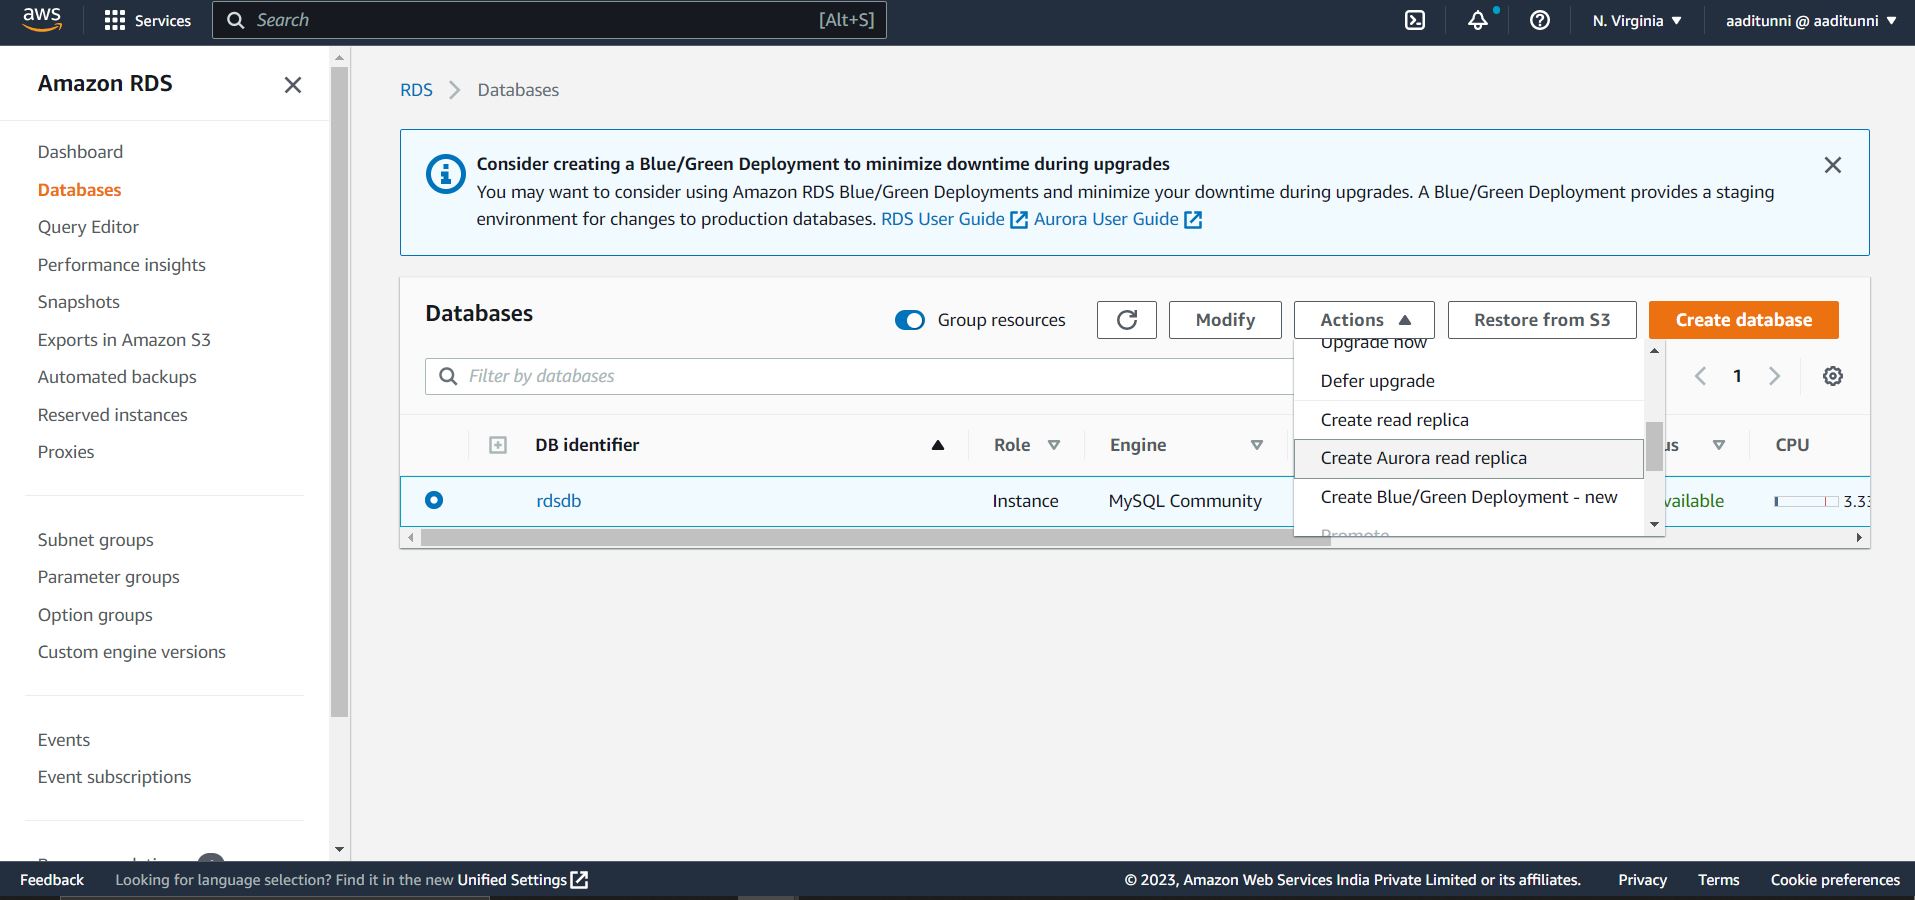 aws
Services
Search
[Alt+S]
N. Virginia
aaditunni @ aaditunni
Amazon RDS
Dashboard
Databases
Query Editor
Performance insights
Snapshots
Exports in Amazon S3
Automated backups
Reserved instances
Proxies
Subnet groups
Parameter groups
Option groups
Custom engine versions
Events
Event subscriptions
RDS
Databases
Consider creating a Blue/Green Deployment to minimize downtime during upgrades
You may want to consider using Amazon RDS Blue/Green Deployments and minimize your downtime during upgrades. A Blue/Green Deployment provides a staging
environment for changes to production databases. RDS User Guide Aurora User Guide
Databases
Group resources
Modify
Actions
Restore from S3
Create database
Filter by databases
1
Upgrade now
Defer upgrade
Create read replica
Create Aurora read replica
Create Blue/Green Deployment - new
Promote
DB identifier
Role
Engine
us
CPU
rdsdb
Instance
MySQL Community
vailable
3.33
Feedback
Looking for language selection? Find it in the new Unified Settings
© 2023, Amazon Web Services India Private Limited or its affiliates.
Privacy
Terms
Cookie preferences